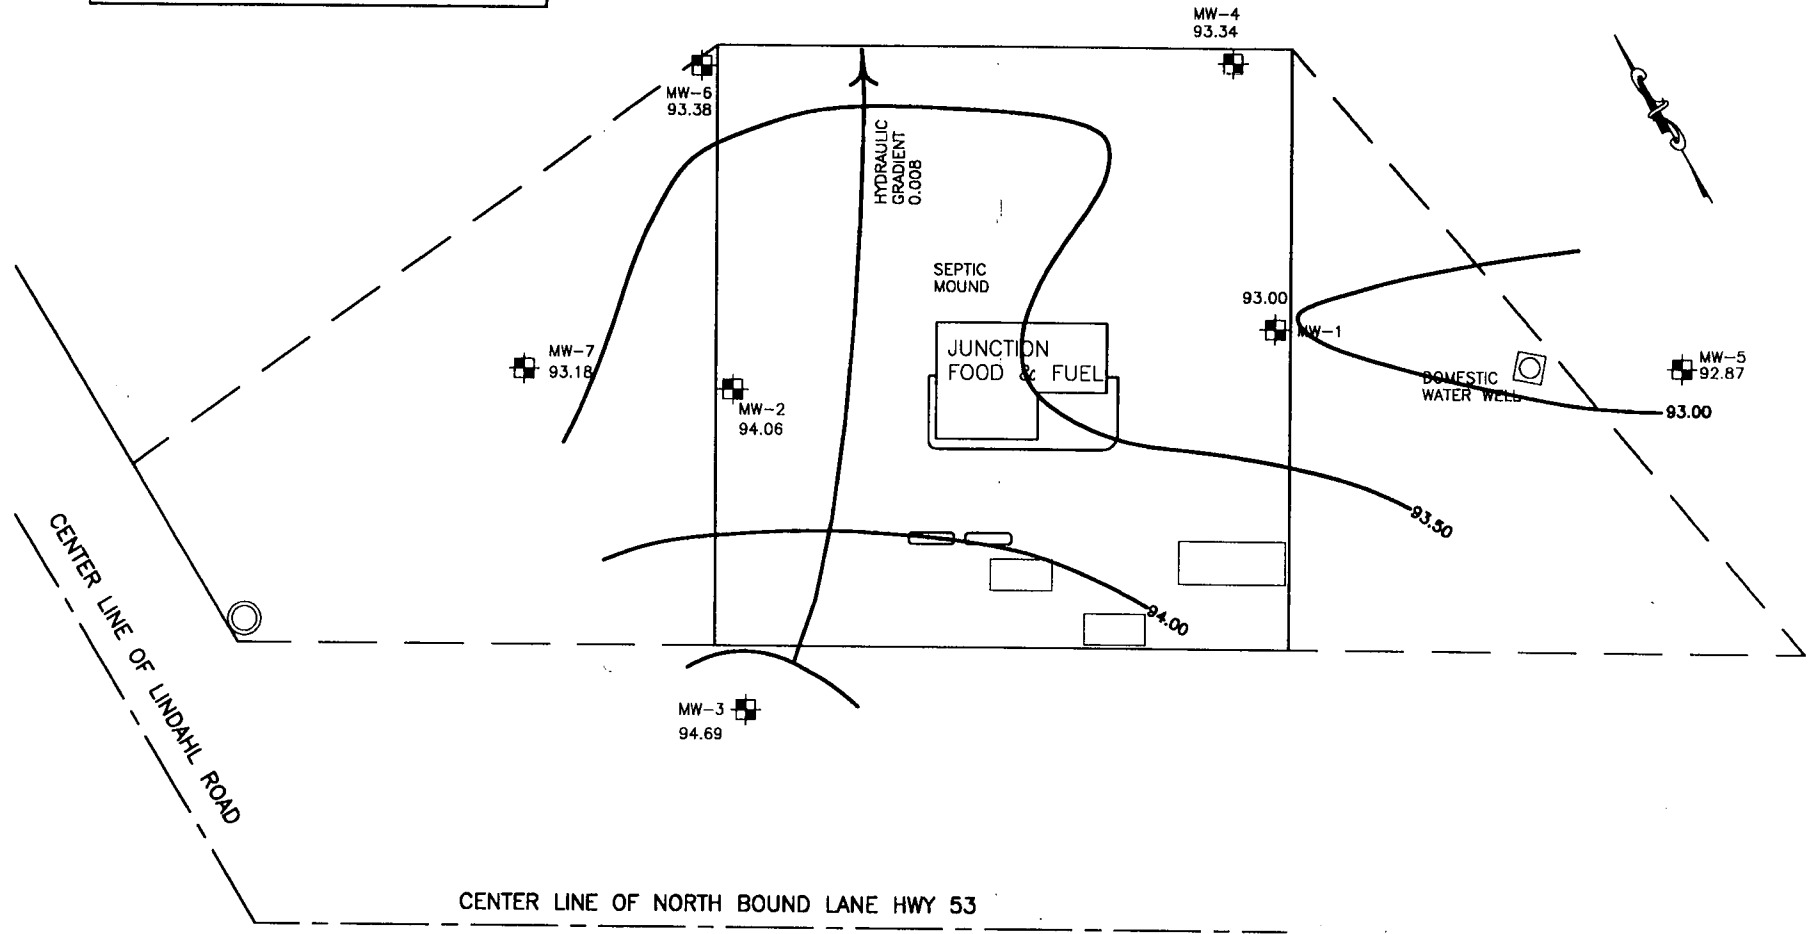 MW-4
93.34
MW-6
93.38
HYDRAULIC
GRADIENT
0.008
SEPTIC
MOUND
93.00
MW-1
JUNCTION
FOOD & FUEL
MW-7
93.18
MW-2
94.06
MW-5
92.87
DOMESTIC
WATER WELL
93.00
93.50
94.00
MW-3
94.69
CENTER LINE OF LINDAHL ROAD
CENTER LINE OF NORTH BOUND LANE HWY 53